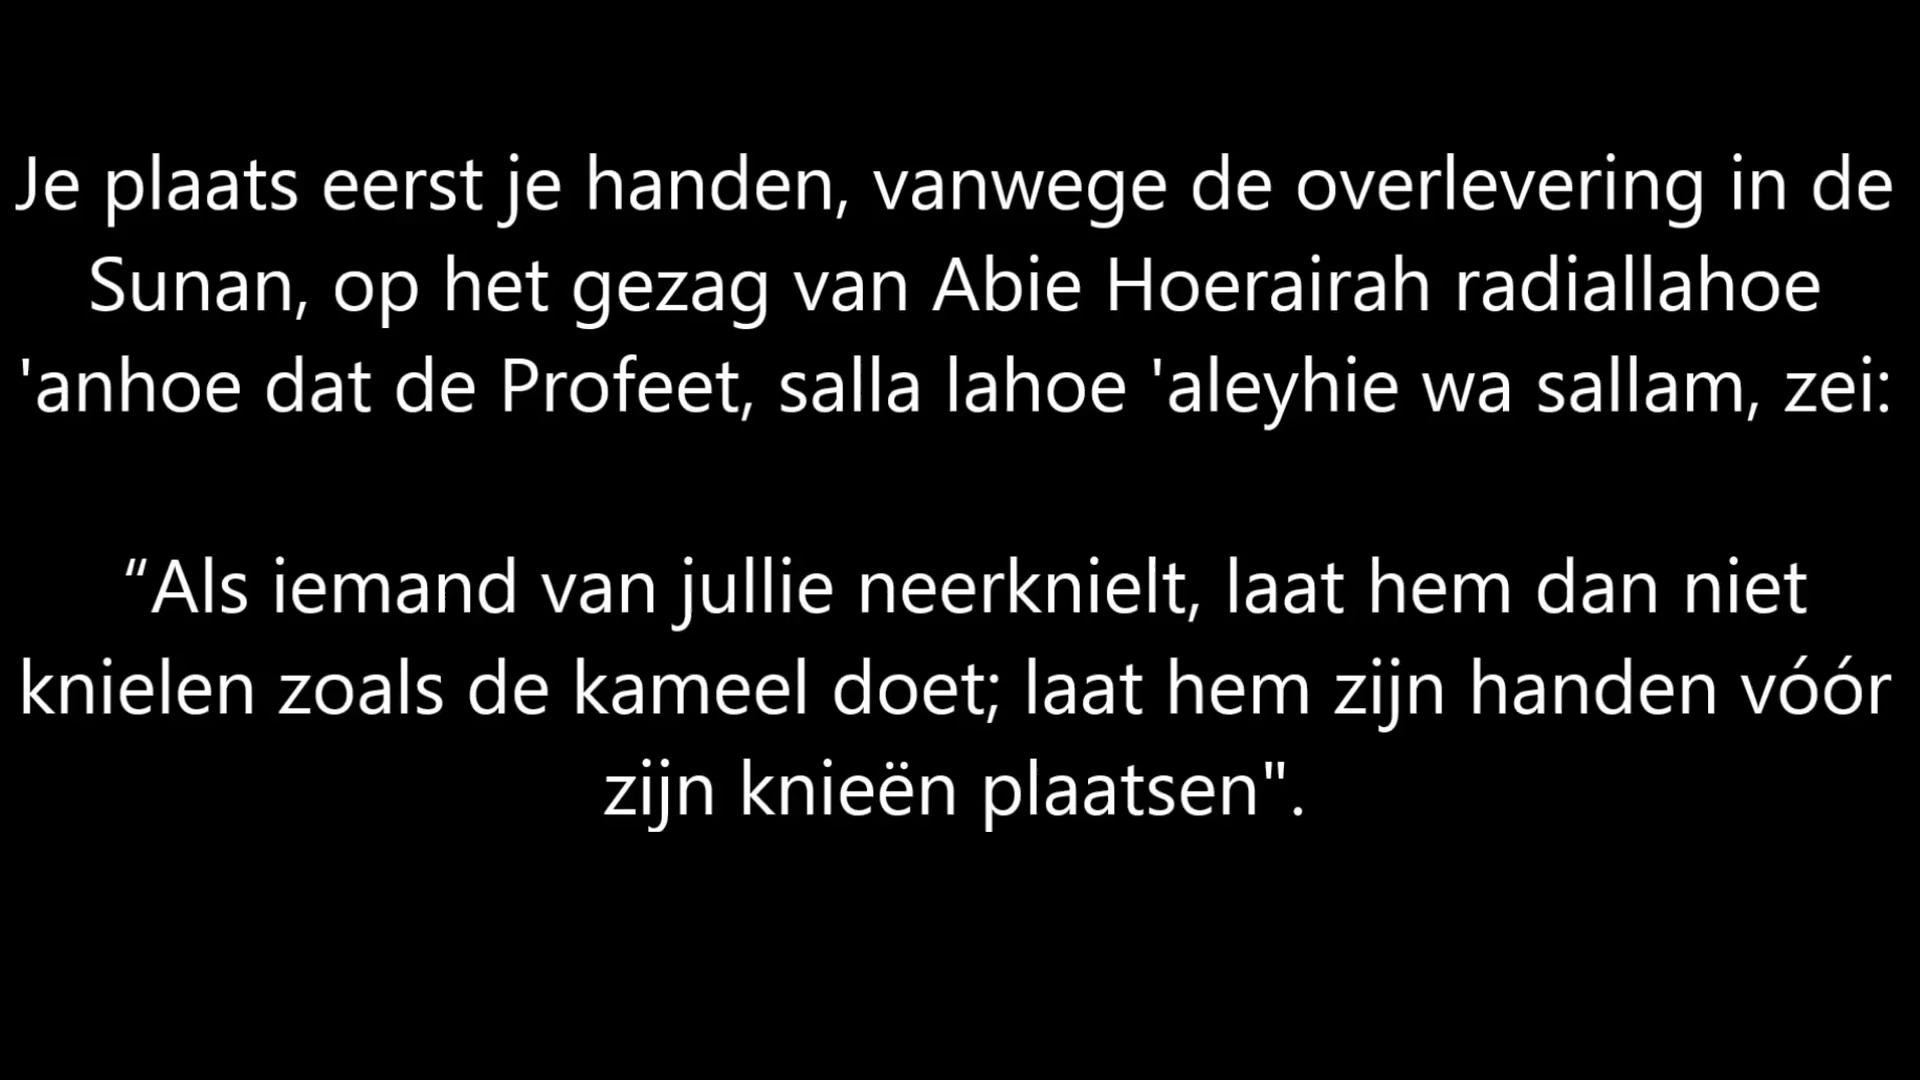 Je plaats eerst je handen, vanwege de overlevering in de
Sunan, op het gezag van Abie Hoerairah radiallahoe
'anhoe dat de Profeet, salla lahoe 'aleyhie wa sallam, zei:
“Als iemand van jullie neerknielt, laat hem dan niet
knielen zoals de kameel doet; laat hem zijn handen vóór
zijn knieën plaatsen".